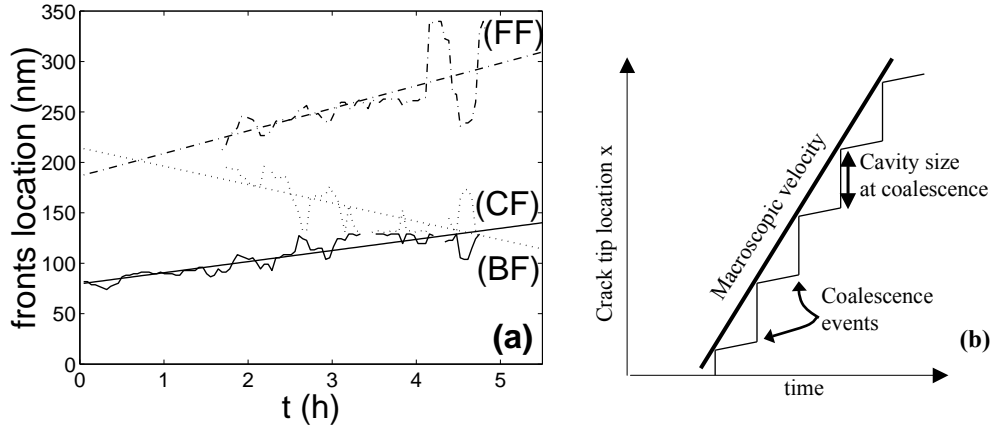 fronts location (nm)
350
300
250
200
150
100
50
0
0
1
2
3
4
5
t (h)
(FF)
(CF)
(BF)
(a)
Crack tip location x
time
Macroscopic velocity
Cavity size
at coalescence
Coalescence
events
(b)